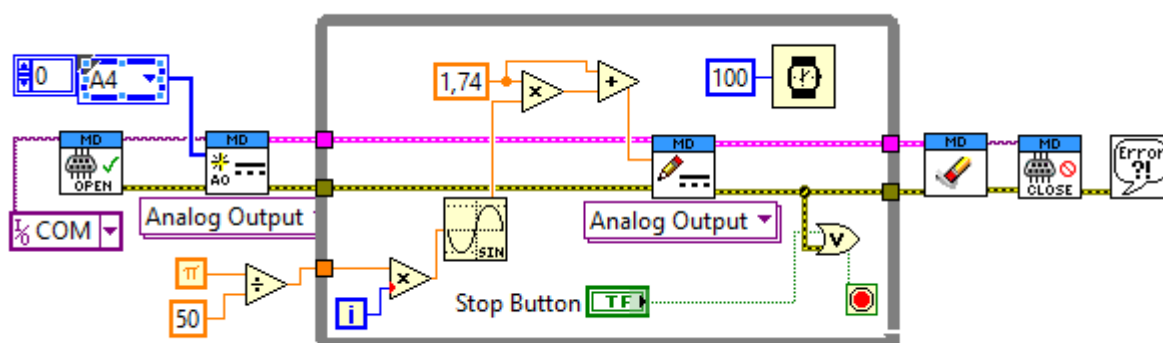 0 A4
1,74 × +
100
MD
OPEN
MD
AO
MD
MD
MD
CLOSE
Error
?!
I/O COM
Analog Output
Analog Output
SIN
π
÷
50
×
i
Stop Button TF
V